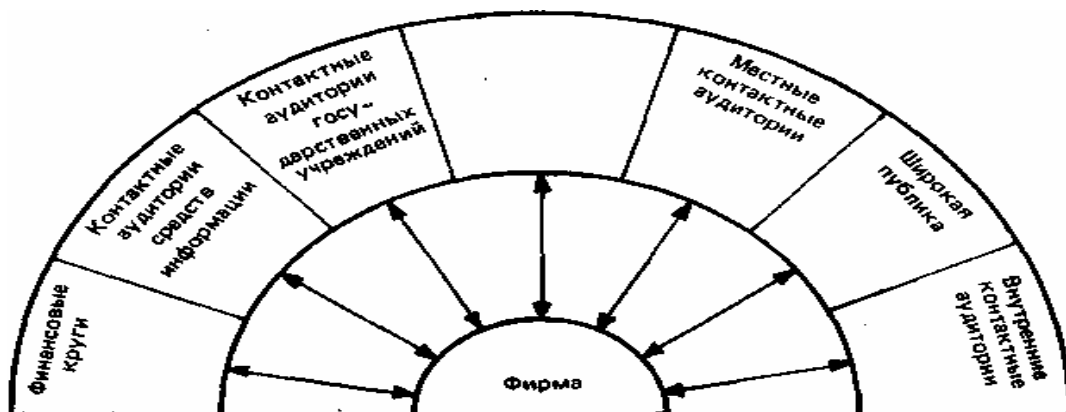 Финансовые
круги
Контактные
аудитории
средств
информации
Контактные
аудитории
госу-
дарственных
учреждений
Местные
контактные
аудитории
Широкая
публика
Внутренние
контактные
аудитории
Фирма